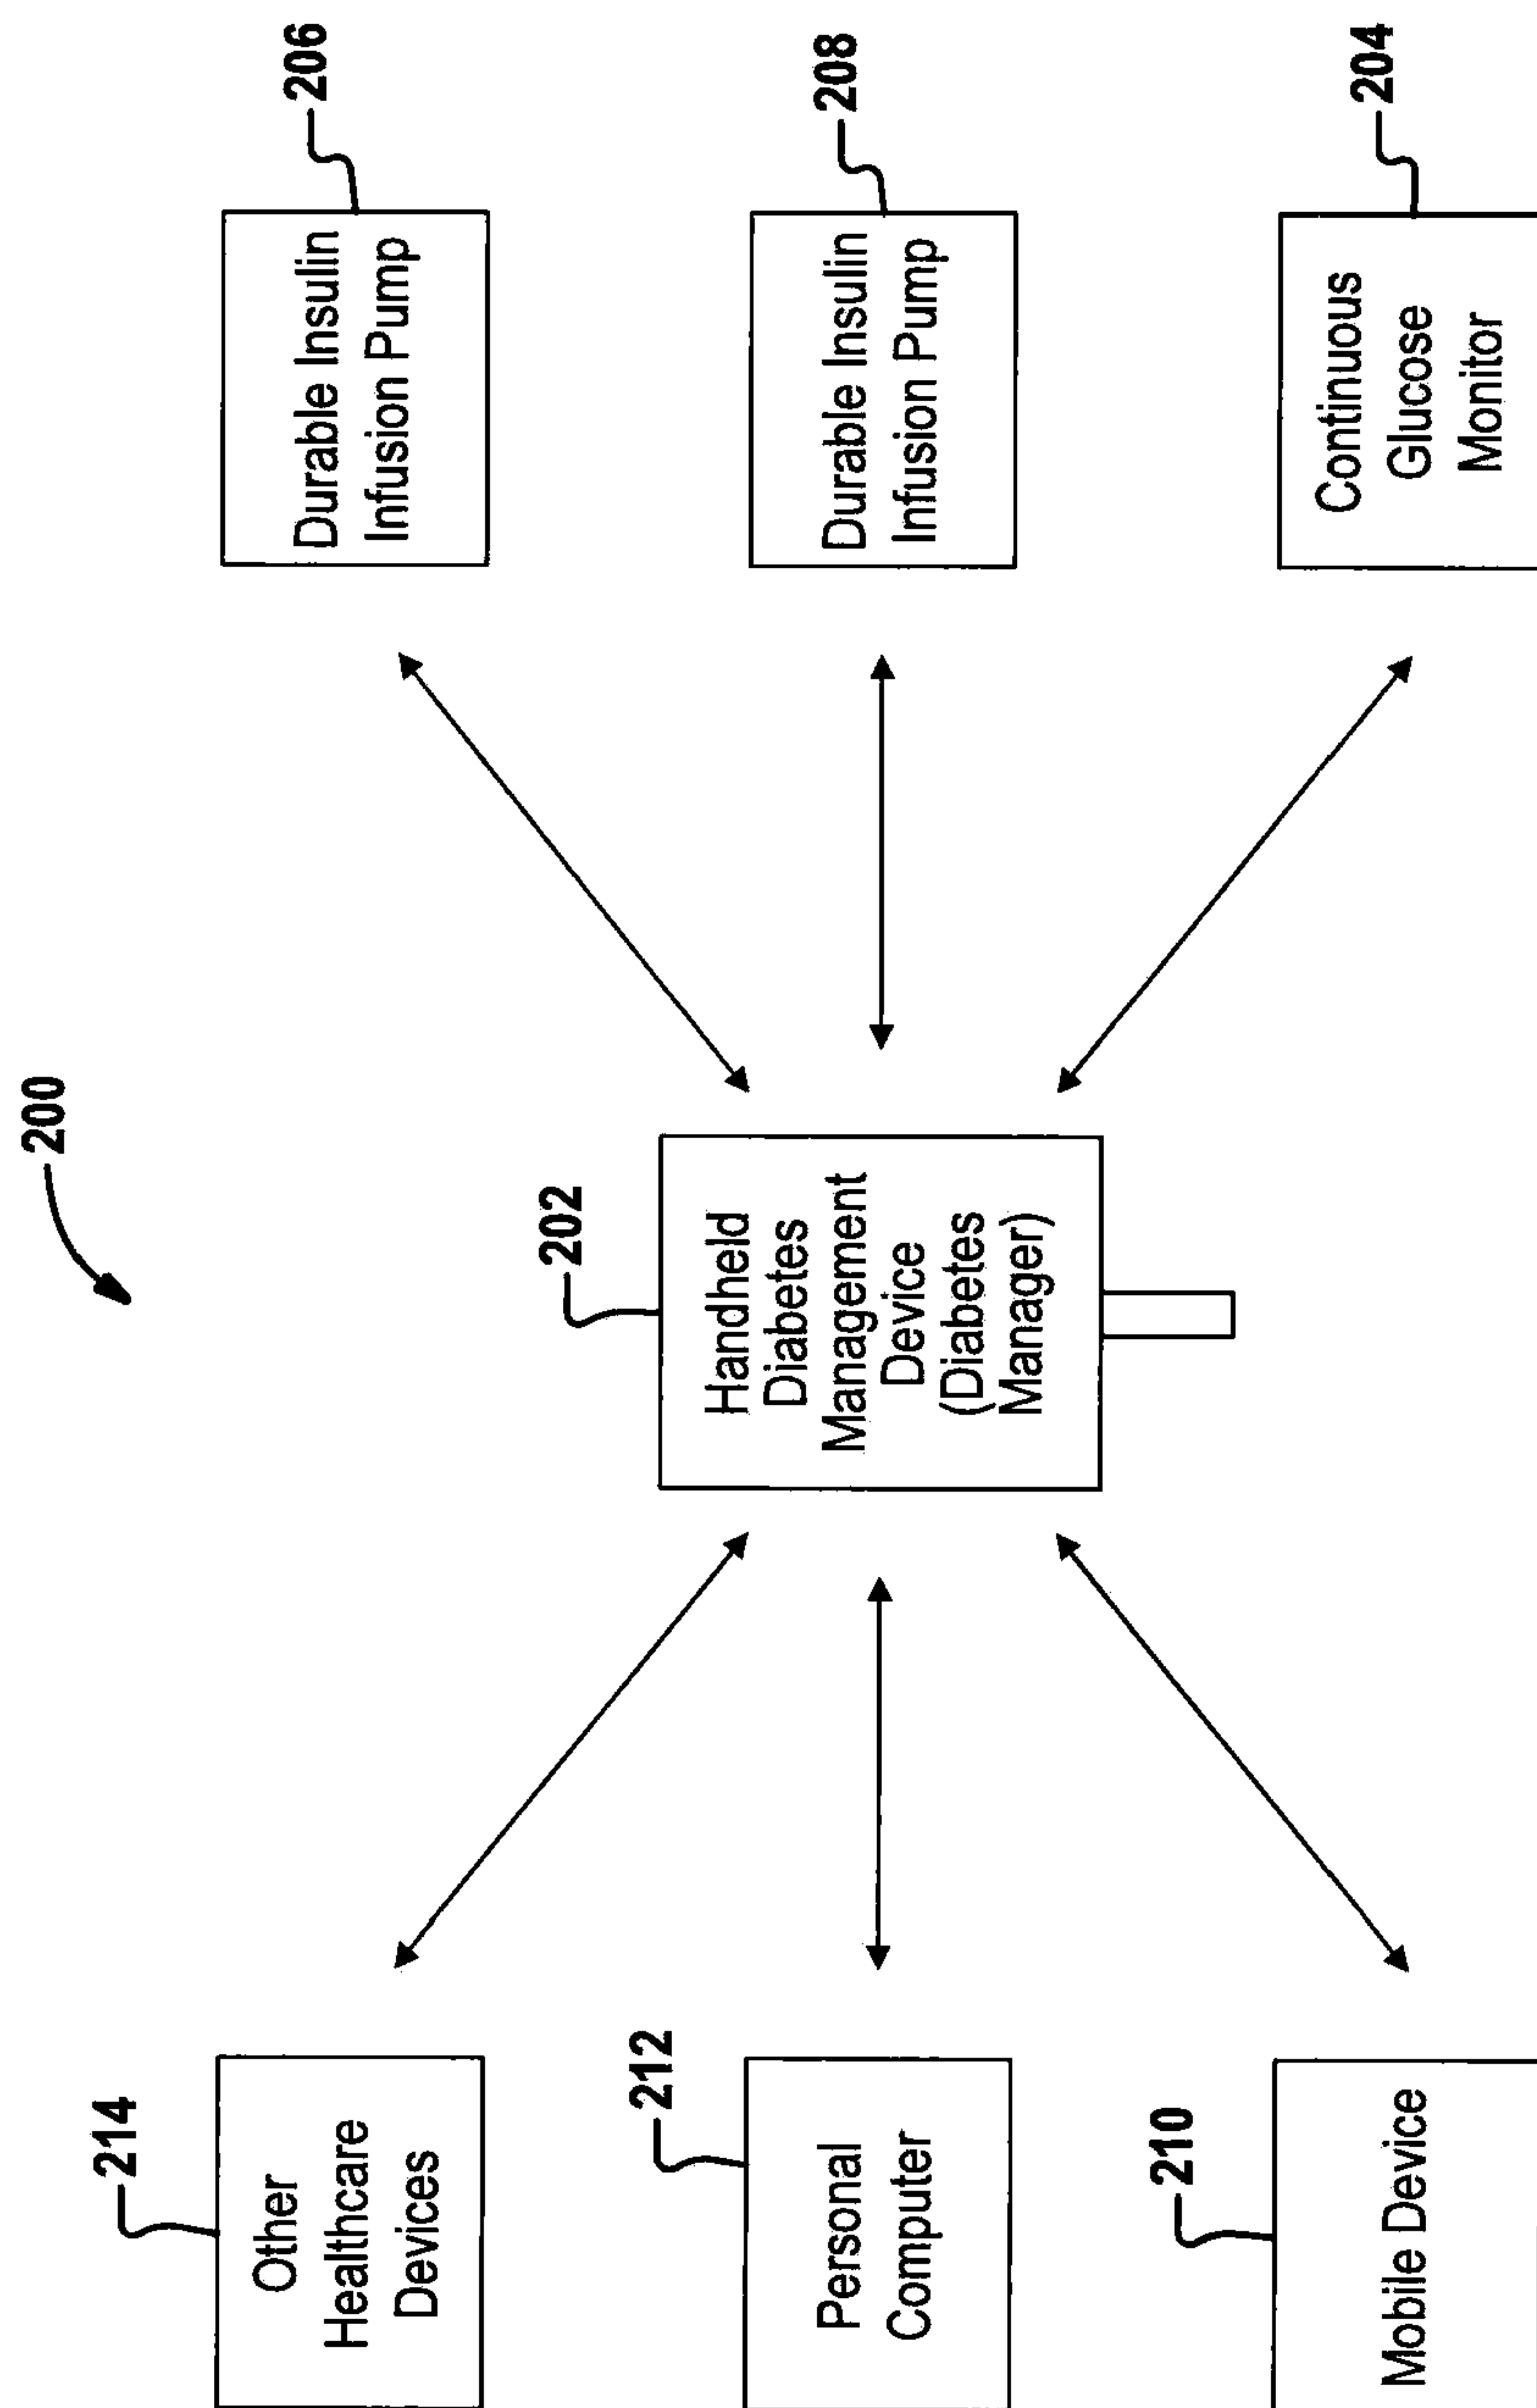 200
214
Other
Healthcare
Devices
212
Personal
Computer
210
Mobile Device
202
Handheld
Diabetes
Management
Device
(Diabetes
Manager)
206
Durable Insulin
Infusion Pump
208
Durable Insulin
Infusion Pump
204
Continuous
Glucose
Monitor